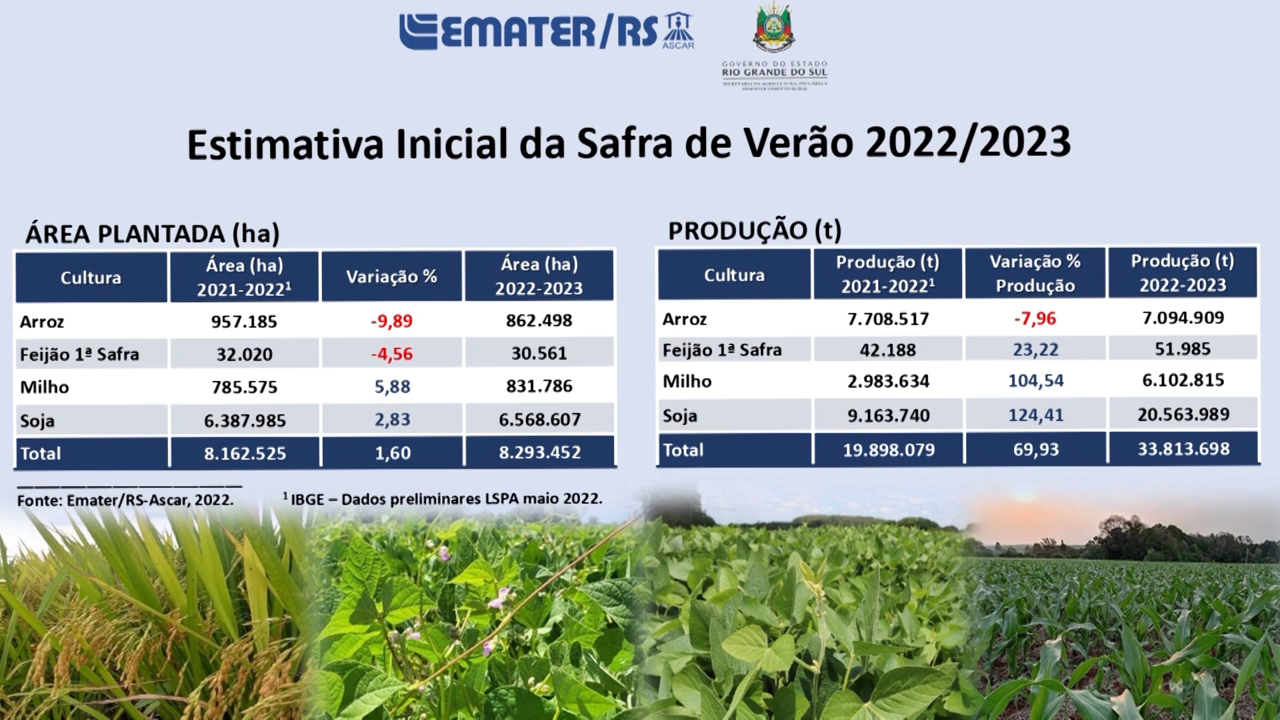 EMATER/RS
ASCAR
GOVERNO DO ESTADO
RIO GRANDE DO SUL
Estimativa Inicial da Safra de Verão 2022/2023
ÁREA PLANTADA (ha)
Cultura Área (ha) 2021-2022¹ Variação % Área (ha) 2022-2023
Arroz 957.185 -9,89 862.498
Feijão 1ª Safra 32.020 -4,56 30.561
Milho 785.575 5,88 831.786
Soja 6.387.985 2,83 6.568.607
Total 8.162.525 1,60 8.293.452
Fonte: Emater/RS-Ascar, 2022. ¹ IBGE – Dados preliminares LSPA maio 2022.
PRODUÇÃO (t)
Cultura Produção (t) 2021-2022¹ Variação % Produção Produção (t) 2022-2023
Arroz 7.708.517 -7,96 7.094.909
Feijão 1ª Safra 42.188 23,22 51.985
Milho 2.983.634 104,54 6.102.815
Soja 9.163.740 124,41 20.563.989
Total 19.898.079 69,93 33.813.698